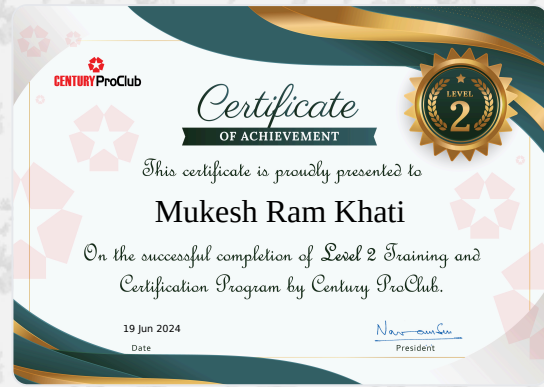 CENTURY ProClub
Certificate
OF ACHIEVEMENT
LEVEL
2
This certificate is proudly presented to
Mukesh Ram Khati
On the successful completion of Level 2 Training and
Certification Program by Century ProClub.
19 Jun 2024
Date
President